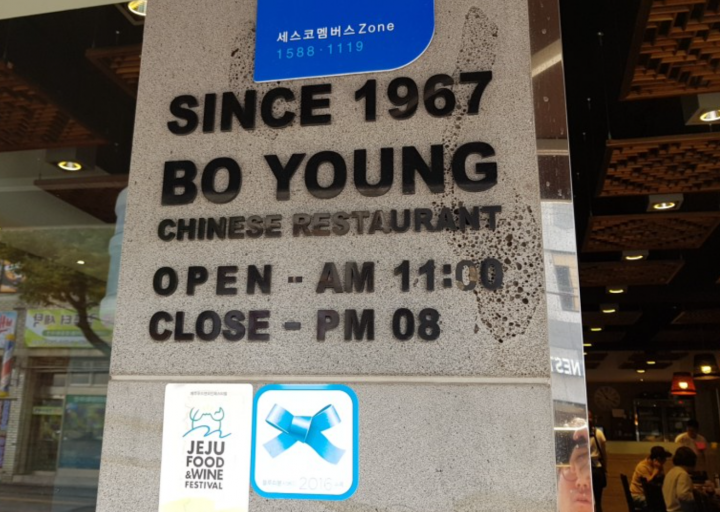 세스코멤버스Zone
1588-1119
SINCE 1967
BO YOUNG
CHINESE RESTAURANT
OPEN - AM 11:00
CLOSE - PM 08
JEJU
FOOD
&WINE
FESTIVAL